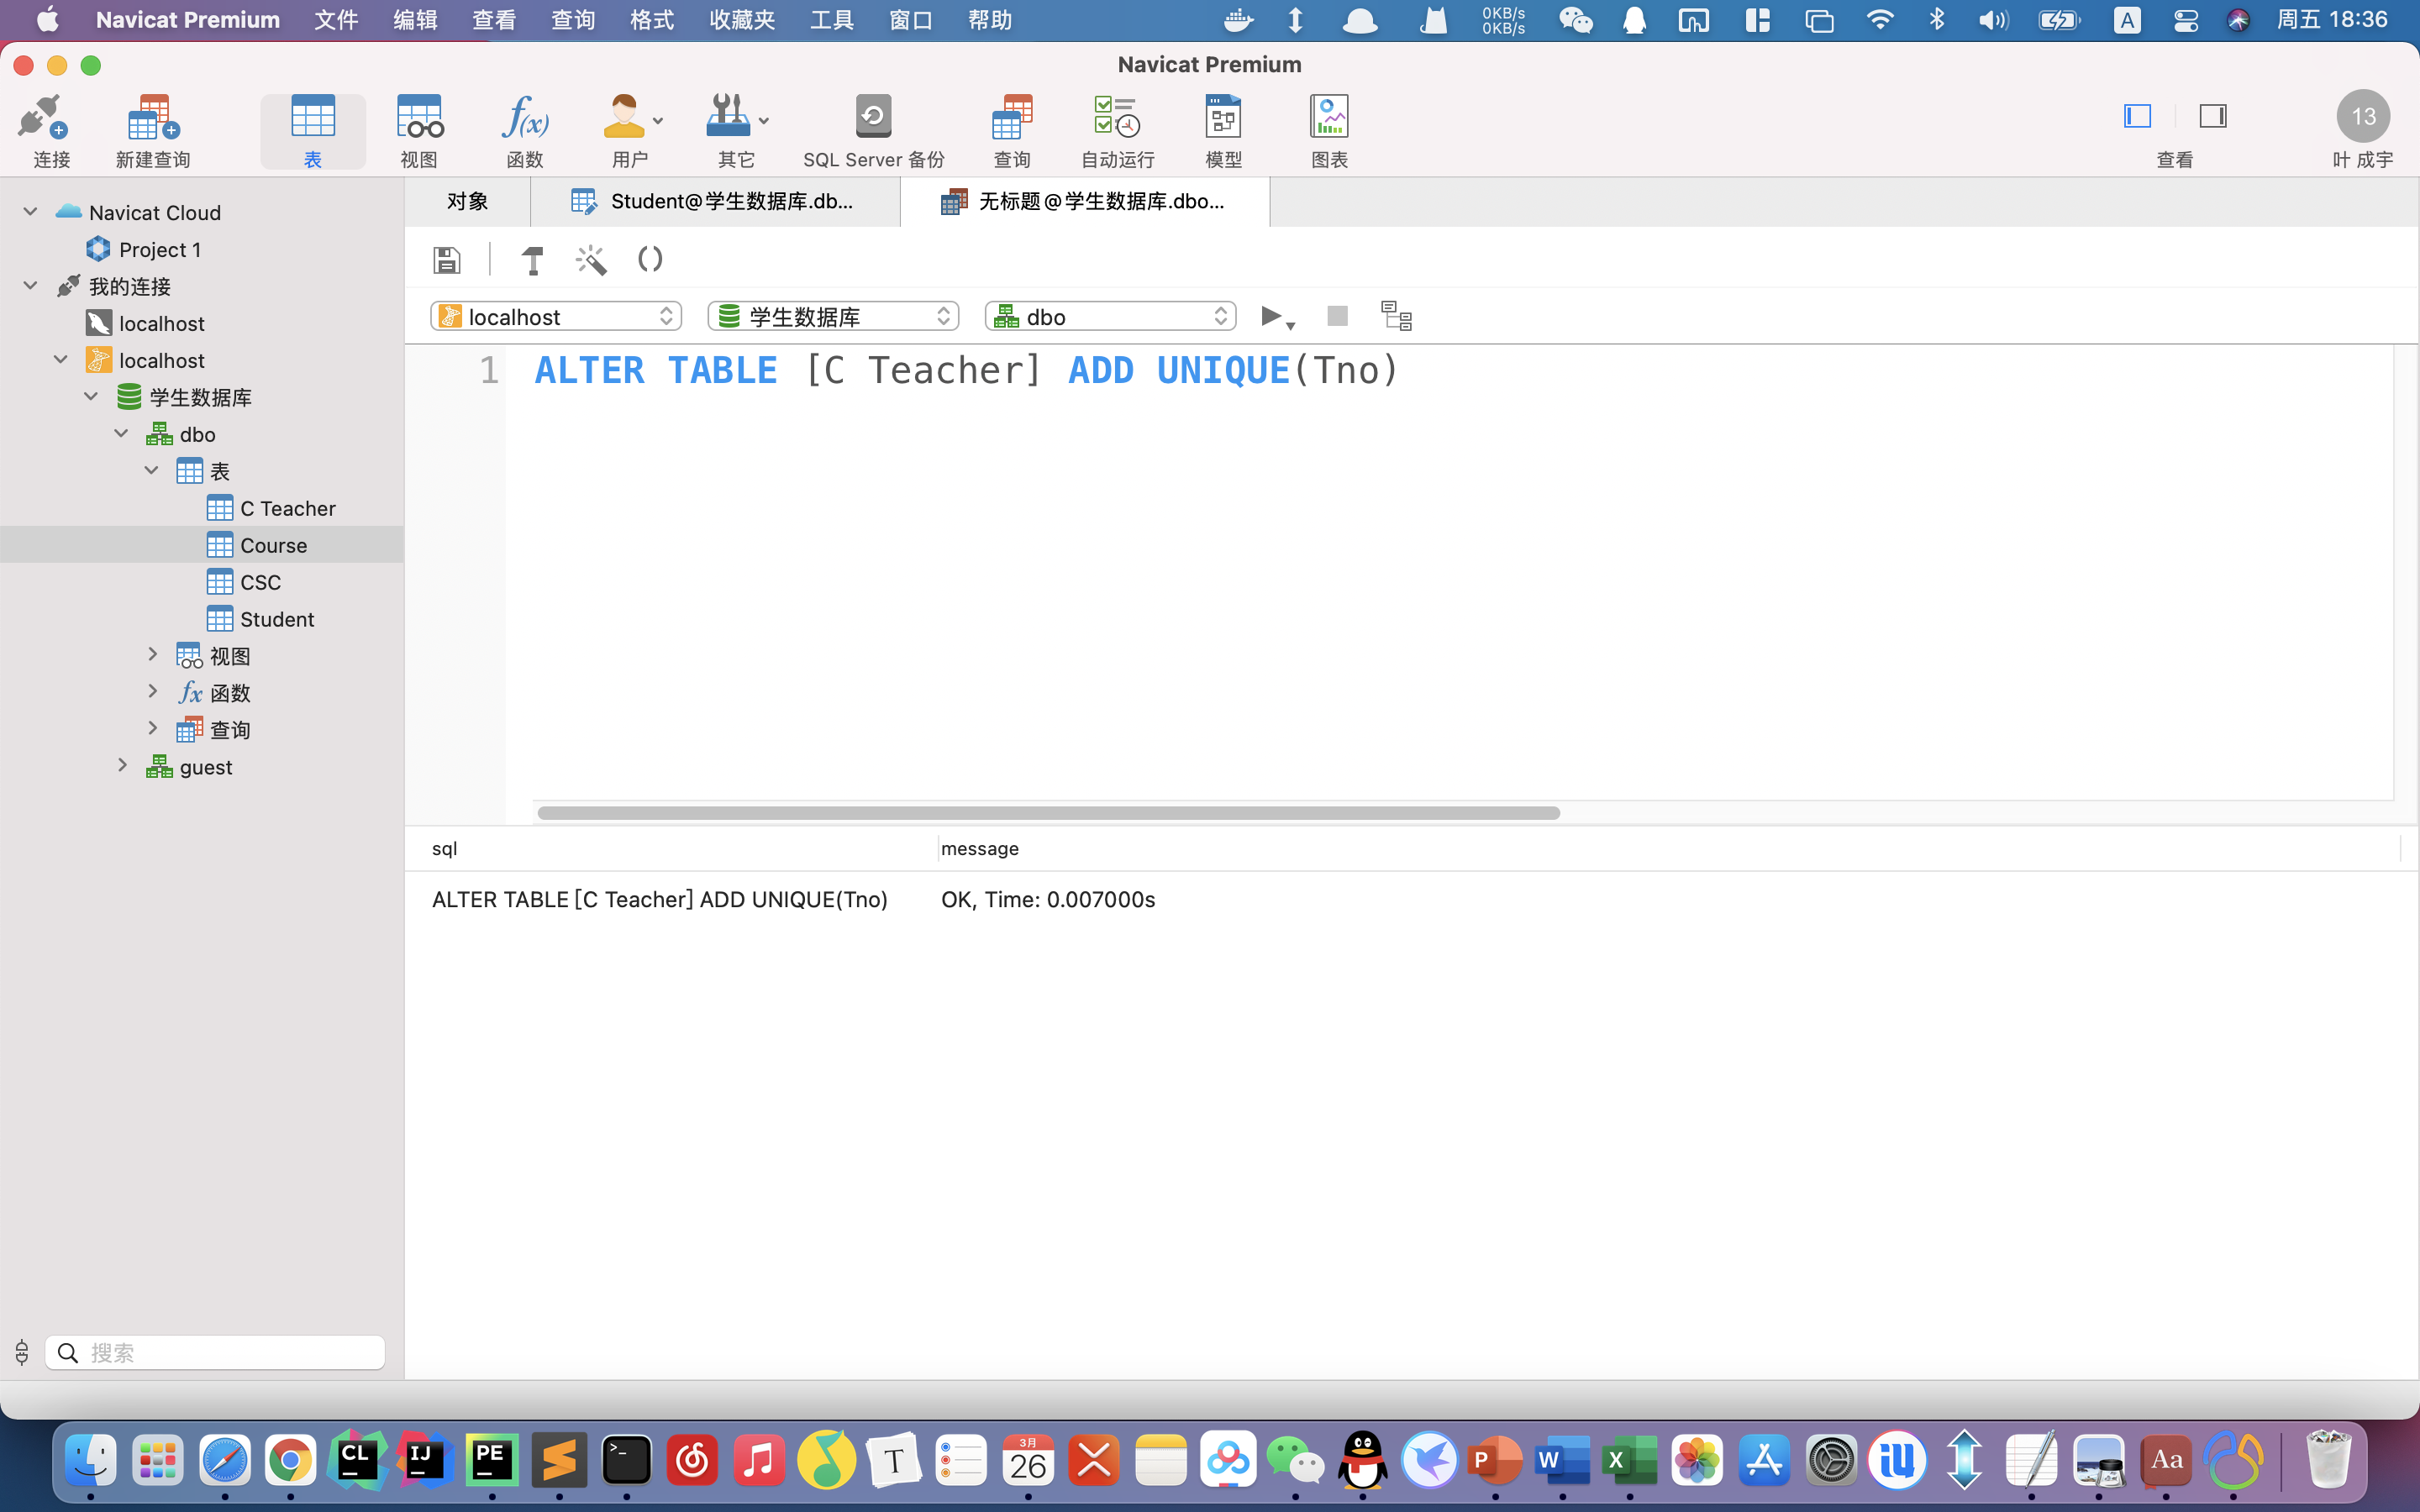 Navicat Premium 文件 编辑 查看 查询 格式 收藏夹 工具 窗口 帮助 0KB/s A 周五 18:36
0KB/s
Navicat Premium
13
连接 新建查询 表 视图 函数 用户 其它 SQL Server 备份 查询 自动运行 模型 图表 查看 叶 成宇
对象 Student@学生数据库.db... 无标题@学生数据库.dbo...
localhost 学生数据库 dbo
1 ALTER TABLE [C Teacher] ADD UNIQUE(Tno)
Navicat Cloud
Project 1
我的连接
localhost
localhost
学生数据库
dbo
表
C Teacher
Course
CSC
Student
视图
fx 函数
查询
guest
搜索
sql message
ALTER TABLE [C Teacher] ADD UNIQUE(Tno) OK, Time: 0.007000s
CL IJ PE T 3月 26 P W X iU Aa